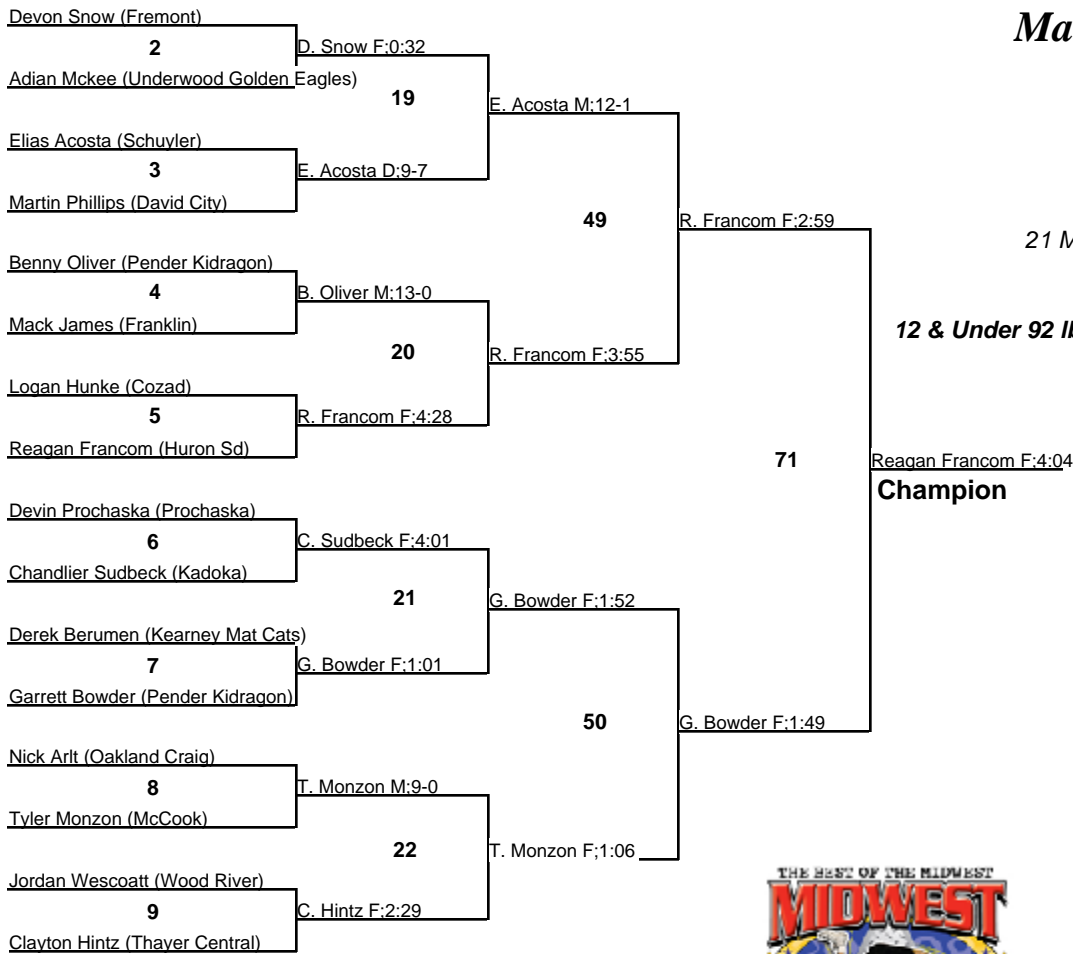 Devon Snow (Fremont)
2
D. Snow F;0:32
Adian Mckee (Underwood Golden Eagles)
19
E. Acosta M;12-1
Elias Acosta (Schuyler)
3
E. Acosta D;9-7
Martin Phillips (David City)
49
R. Francom F;2:59
Benny Oliver (Pender Kidragon)
4
B. Oliver M;13-0
Mack James (Franklin)
20
R. Francom F;3:55
Logan Hunke (Cozad)
5
R. Francom F;4:28
Reagan Francom (Huron Sd)
71
Reagan Francom F;4:04
Champion
Devin Prochaska (Prochaska)
6
C. Sudbeck F;4:01
Chandlier Sudbeck (Kadoka)
21
G. Bowder F;1:52
Derek Berumen (Kearney Mat Cats)
7
G. Bowder F;1:01
Garrett Bowder (Pender Kidragon)
50
G. Bowder F;1:49
Nick Arlt (Oakland Craig)
8
T. Monzon M;9-0
Tyler Monzon (McCook)
22
T. Monzon F;1:06
Jordan Wescoatt (Wood River)
9
C. Hintz F;2:29
Clayton Hintz (Thayer Central)
Ma
21 M
12 & Under 92 lb
THE BEST OF THE MIDWEST
MIDWEST